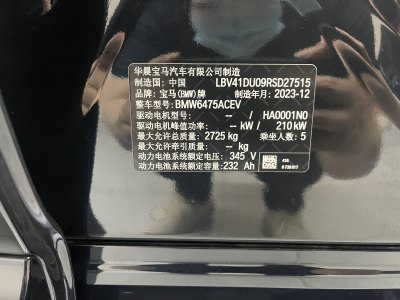 华晨宝马汽车有限公司制造
制造国: 中国 LBV41DU09RSD27515
品牌: 宝马(BMW)牌 制造年月: 2023-12
整车型号: BMW6475ACEV
驱动电机型号: -- / HA0001N0
驱动电机峰值功率: -- kW / 210 kW
最大允许总质量: 2725 kg 乘坐人数: 5
最大允许牵引质量: -- kg
动力电池系统额定电压: 345 V
动力电池系统额定容量: 232 Ah